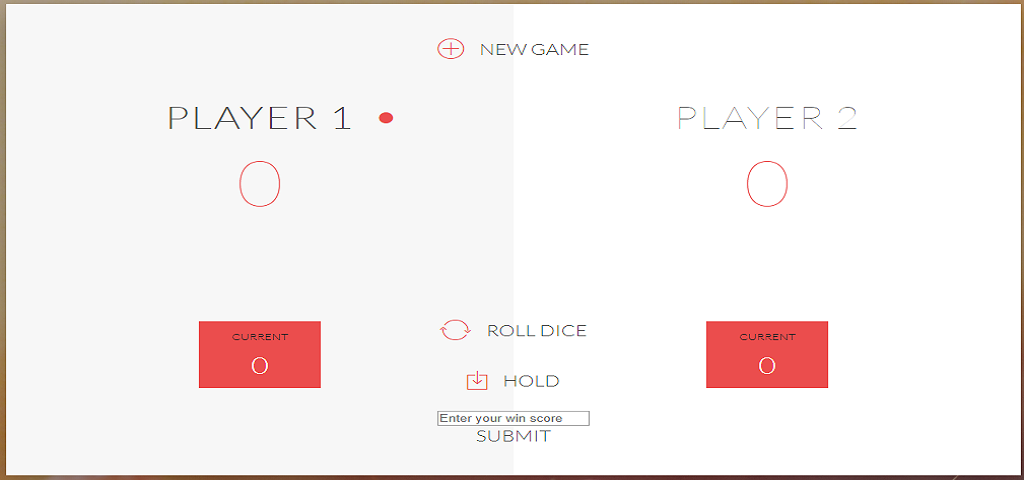 NEW GAME
PLAYER 1
PLAYER 2
0
0
CURRENT
0
CURRENT
0
ROLL DICE
HOLD
Enter your win score
SUBMIT